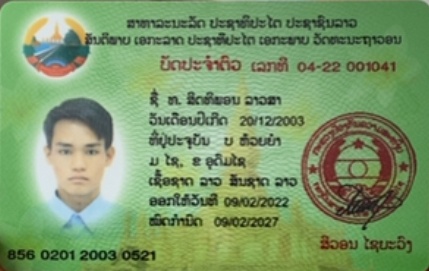 ສາທາລະນະລັດ ປະຊາທິປະໄຕ ປະຊາຊົນລາວ
ສັນຕິພາບ ເອກະລາດ ປະຊາທິປະໄຕ ເອກະພາບ ວັດທະນະຖາວອນ
ບັດປະຈຳຕົວ ເລກທີ 04-22 001041
ຊື່ ທ. ສິດທິພອນ ລາວສາ
ວັນເດືອນປີເກີດ 20/12/2003
ທີ່ຢູ່ປະຈຸບັນ ບ ຫ້ວຍຍຳ
ມ ໄຊ, ຂ ອຸດົມໄຊ
ເຊື້ອຊາດ ລາວ ສັນຊາດ ລາວ
ອອກໃຫ້ວັນທີ 09/02/2022
ໝົດກຳນົດ 09/02/2027
ສີວອນ ໄຊຍະວົງ
856 0201 2003 0521